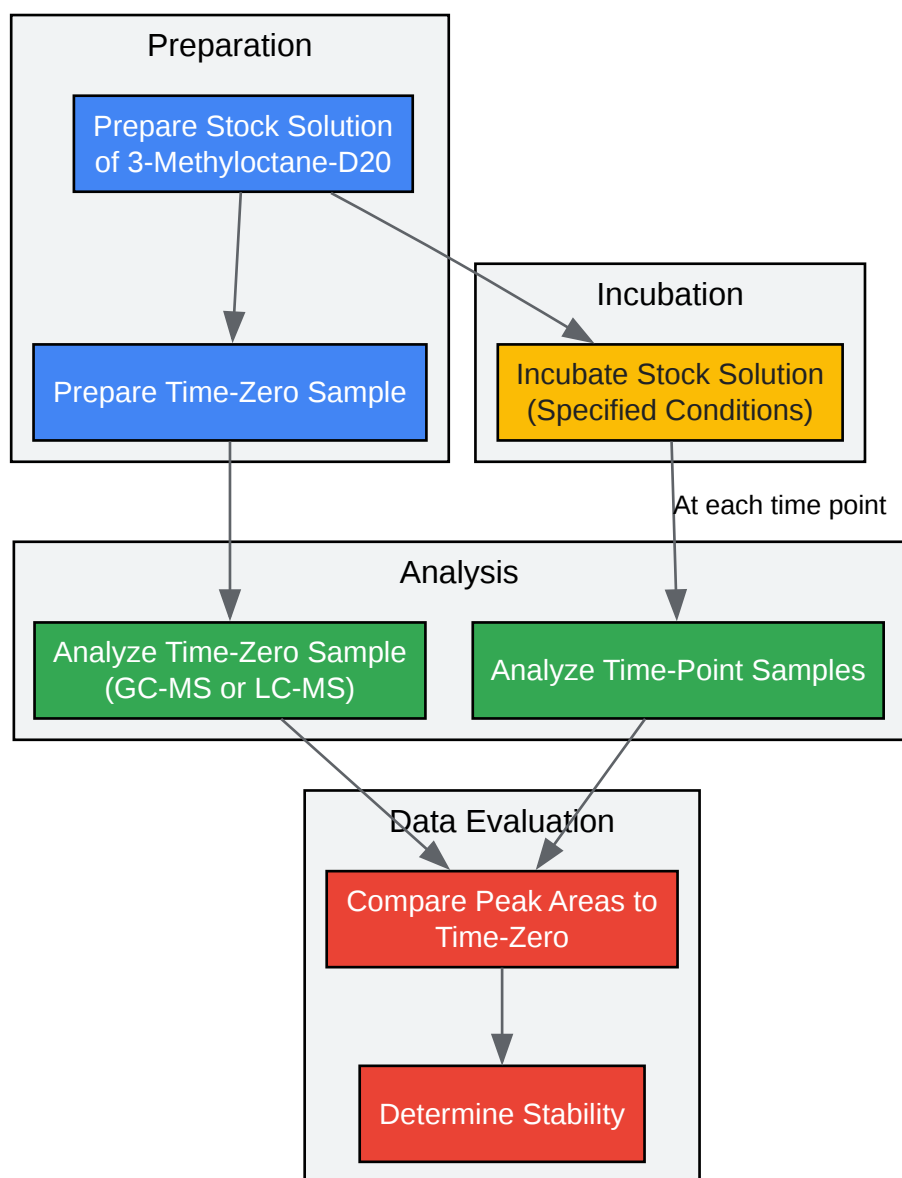 Preparation
Prepare Stock Solution
of 3-Methyloctane-D20
Prepare Time-Zero Sample
Incubation
Incubate Stock Solution
(Specified Conditions)
At each time point
Analysis
Analyze Time-Zero Sample
(GC-MS or LC-MS)
Analyze Time-Point Samples
Data Evaluation
Compare Peak Areas to
Time-Zero
Determine Stability